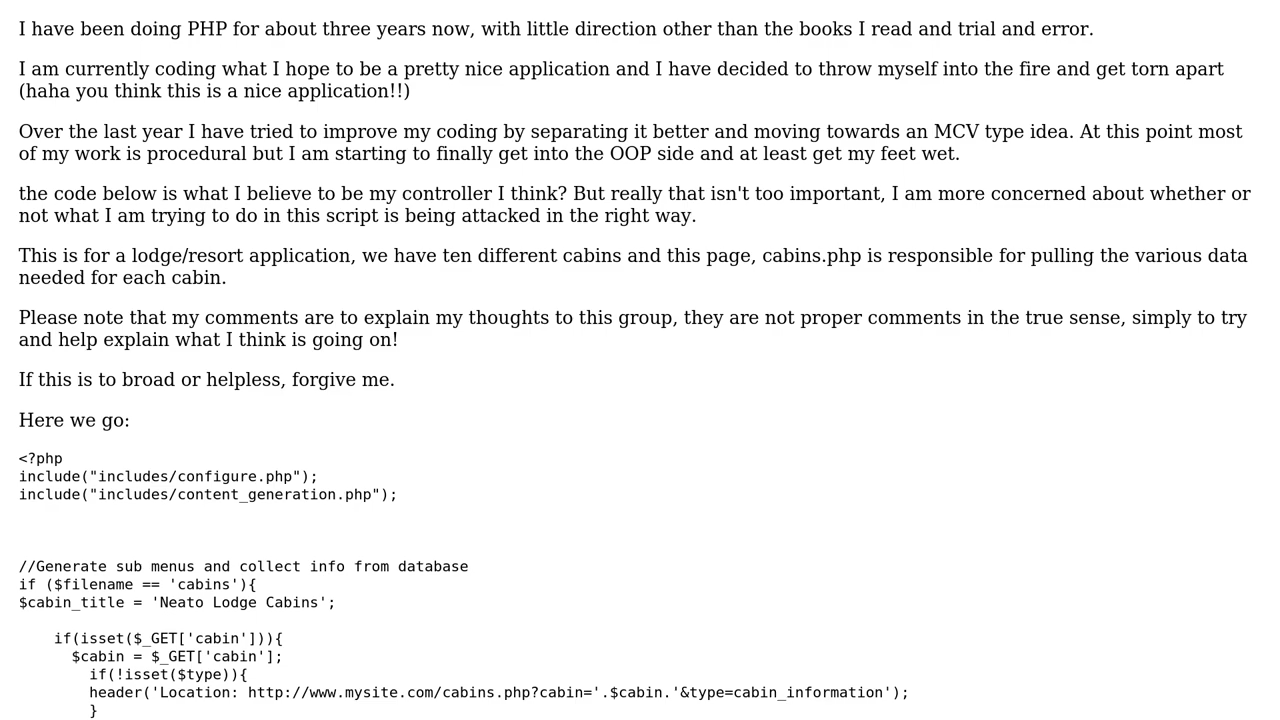 I have been doing PHP for about three years now, with little direction other than the books I read and trial and error.
I am currently coding what I hope to be a pretty nice application and I have decided to throw myself into the fire and get torn apart
(haha you think this is a nice application!!)
Over the last year I have tried to improve my coding by separating it better and moving towards an MCV type idea. At this point most
of my work is procedural but I am starting to finally get into the OOP side and at least get my feet wet.
the code below is what I believe to be my controller I think? But really that isn't too important, I am more concerned about whether or
not what I am trying to do in this script is being attacked in the right way.
This is for a lodge/resort application, we have ten different cabins and this page, cabins.php is responsible for pulling the various data
needed for each cabin.
Please note that my comments are to explain my thoughts to this group, they are not proper comments in the true sense, simply to try
and help explain what I think is going on!
If this is to broad or helpless, forgive me.
Here we go:
<?php
include("includes/configure.php");
include("includes/content_generation.php");
//Generate sub menus and collect info from database
if ($filename == 'cabins'){
$cabin_title = 'Neato Lodge Cabins';
if(isset($_GET['cabin'])){
$cabin = $_GET['cabin'];
if(!isset($type)){
header('Location: http://www.mysite.com/cabins.php?cabin='.$cabin.'&type=cabin_information');
}